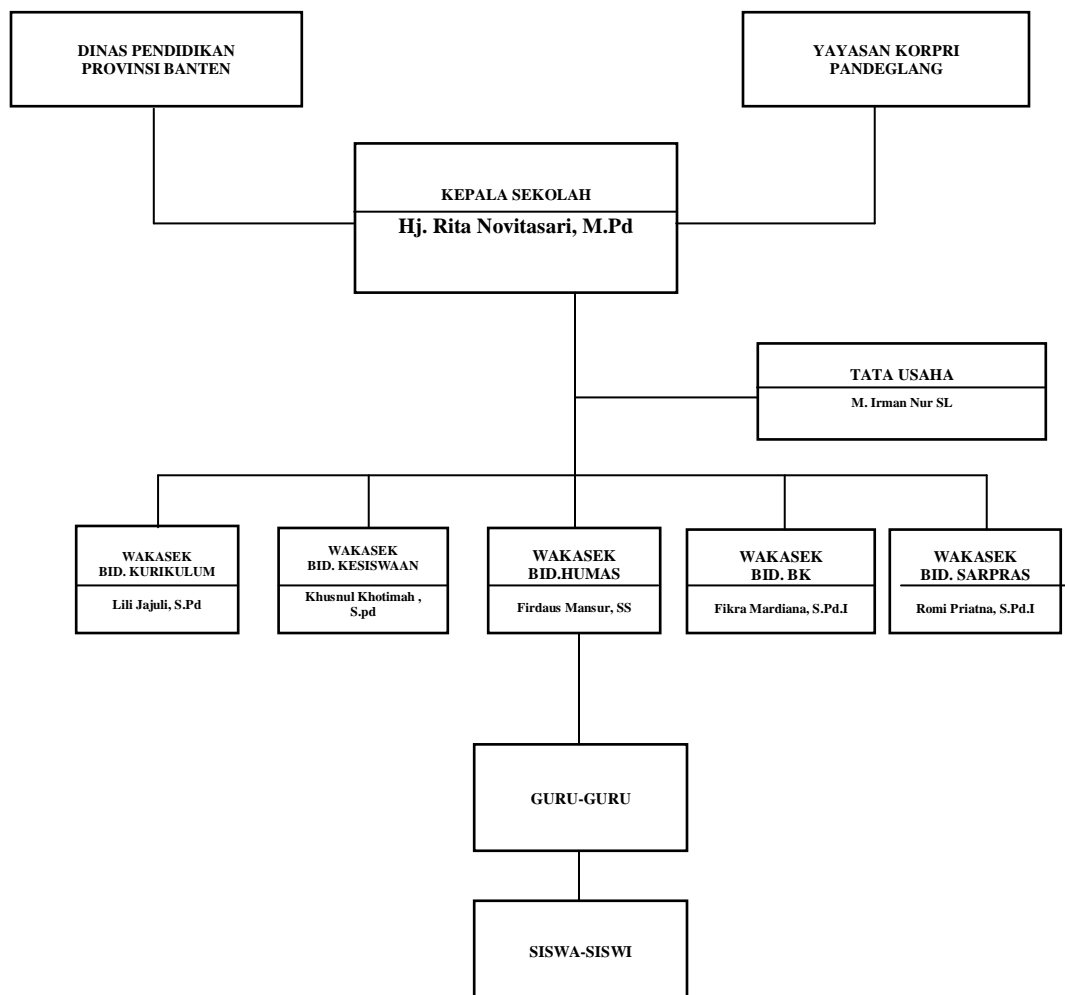 DINAS PENDIDIKAN
PROVINSI BANTEN
YAYASAN KORPRI
PANDEGLANG
KEPALA SEKOLAH
Hj. Rita Novitasari, M.Pd
TATA USAHA
M. Irman Nur SL
WAKASEK
BID. KURIKULUM
Lili Jajuli, S.Pd
WAKASEK
BID. KESISWAAN
Khusnul Khotimah ,
S.pd
WAKASEK
BID.HUMAS
Firdaus Mansur, SS
WAKASEK
BID. BK
Fikra Mardiana, S.Pd.I
WAKASEK
BID. SARPRAS
Romi Priatna, S.Pd.I
GURU-GURU
SISWA-SISWI